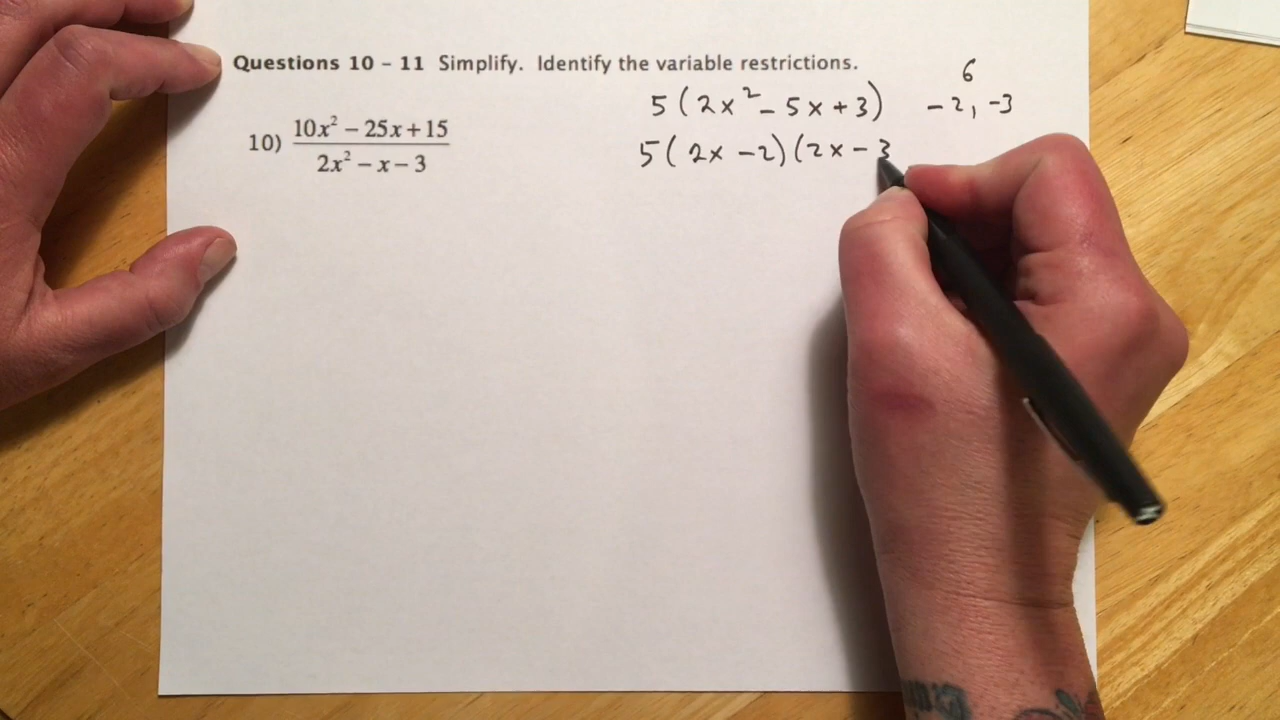 Questions 10 - 11 Simplify. Identify the variable restrictions.
10) \frac{10x² − 25x + 15}{2x² − x − 3}
6
5(2x² − 5x + 3) −2, −3
5(2x − 2)(2x − 3